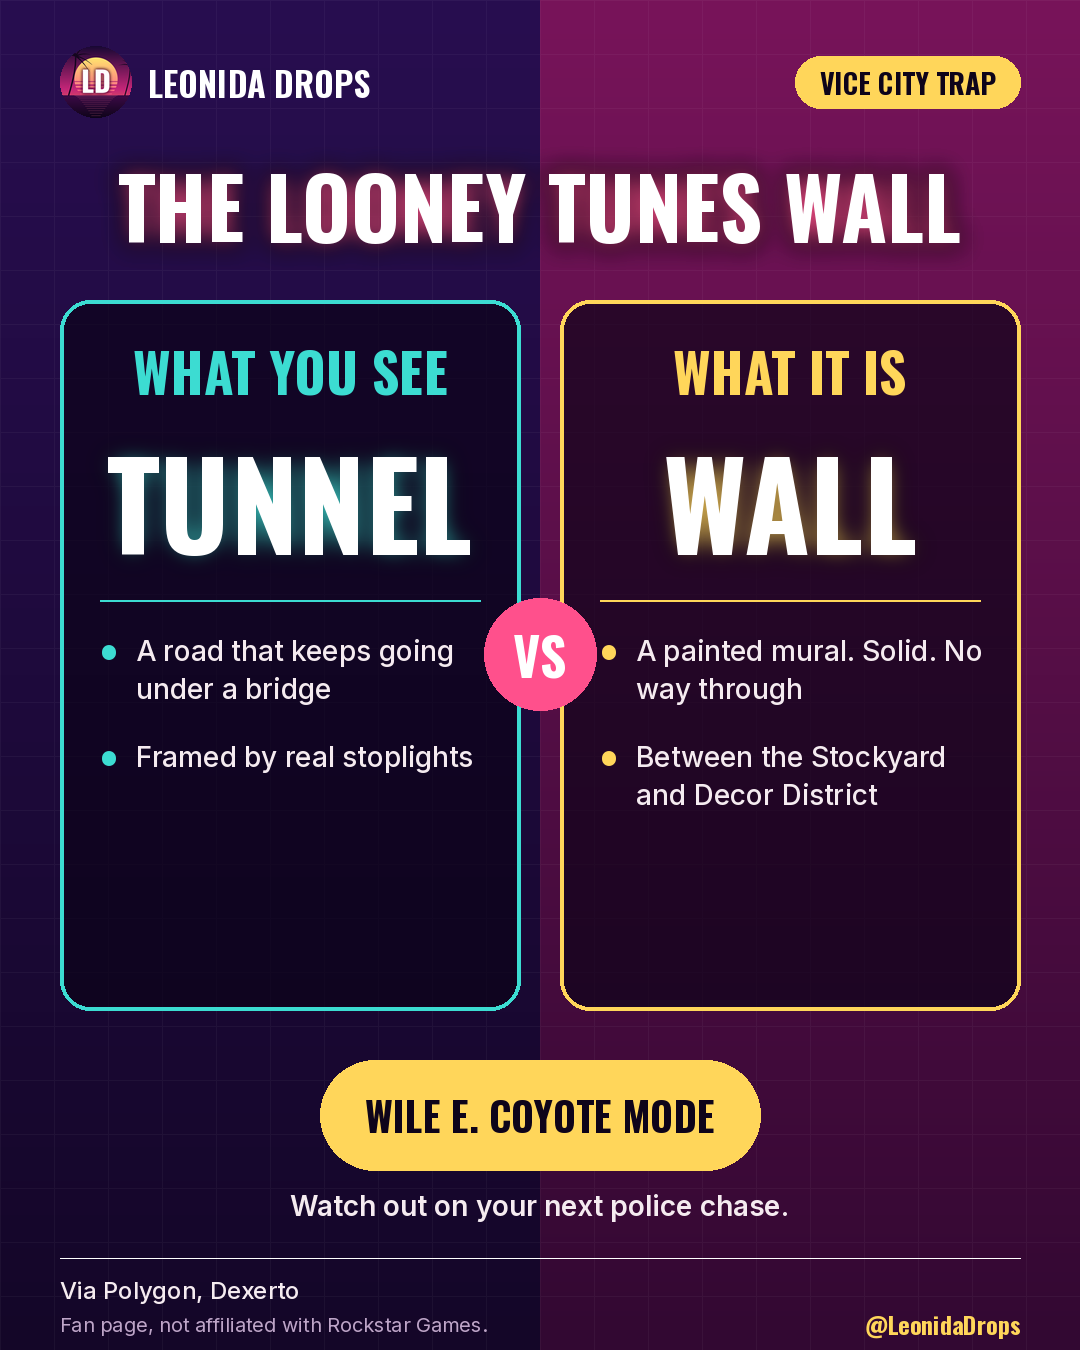 LD
LEONIDA DROPS
VICE CITY TRAP
THE LOONEY TUNES WALL
WHAT YOU SEE
TUNNEL
A road that keeps going
under a bridge
Framed by real stoplights
VS
WHAT IT IS
WALL
A painted mural. Solid. No
way through
Between the Stockyard
and Decor District
WILE E. COYOTE MODE
Watch out on your next police chase.
Via Polygon, Dexerto
Fan page, not affiliated with Rockstar Games.
@LeonidaDrops